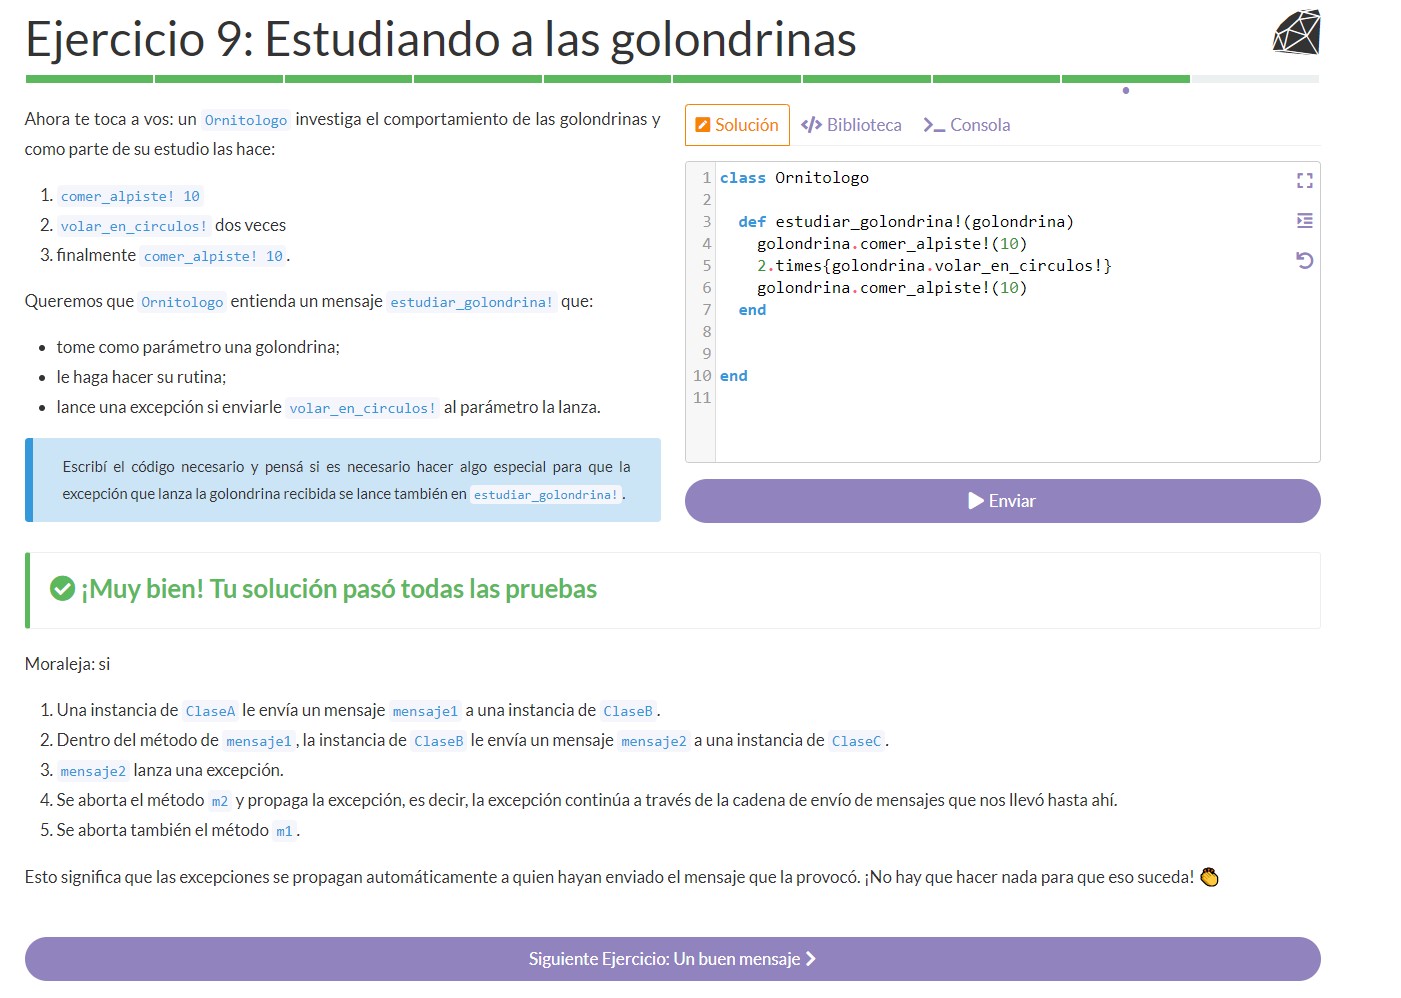 Ejercicio 9: Estudiando a las golondrinas
Ahora te toca a vos: un Ornitologo investiga el comportamiento de las golondrinas y
como parte de su estudio las hace:
1. comer_alpiste! 10
2. volar_en_circulos! dos veces
3. finalmente comer_alpiste! 10.
Queremos que Ornitologo entienda un mensaje estudiar_golondrina! que:
• tome como parámetro una golondrina;
• le haga hacer su rutina;
• lance una excepción si enviarle volar_en_circulos! al parámetro la lanza.
Escribí el código necesario y pensá si es necesario hacer algo especial para que la
excepción que lanza la golondrina recibida se lance también en estudiar_golondrina!.
Solución </> Biblioteca >_ Consola
1 class Ornitologo
2
3 def estudiar_golondrina!(golondrina)
4 golondrina.comer_alpiste!(10)
5 2.times{golondrina.volar_en_circulos!}
6 golondrina.comer_alpiste!(10)
7 end
8
9
10 end
11
Enviar
¡Muy bien! Tu solución pasó todas las pruebas
Moraleja: si
1. Una instancia de ClaseA le envía un mensaje mensaje1 a una instancia de ClaseB.
2. Dentro del método de mensaje1, la instancia de ClaseB le envía un mensaje mensaje2 a una instancia de ClaseC.
3. mensaje2 lanza una excepción.
4. Se aborta el método m2 y propaga la excepción, es decir, la excepción continúa a través de la cadena de envío de mensajes que nos llevó hasta ahí.
5. Se aborta también el método m1.
Esto significa que las excepciones se propagan automáticamente a quien hayan enviado el mensaje que la provocó. ¡No hay que hacer nada para que eso suceda! 👏
Siguiente Ejercicio: Un buen mensaje